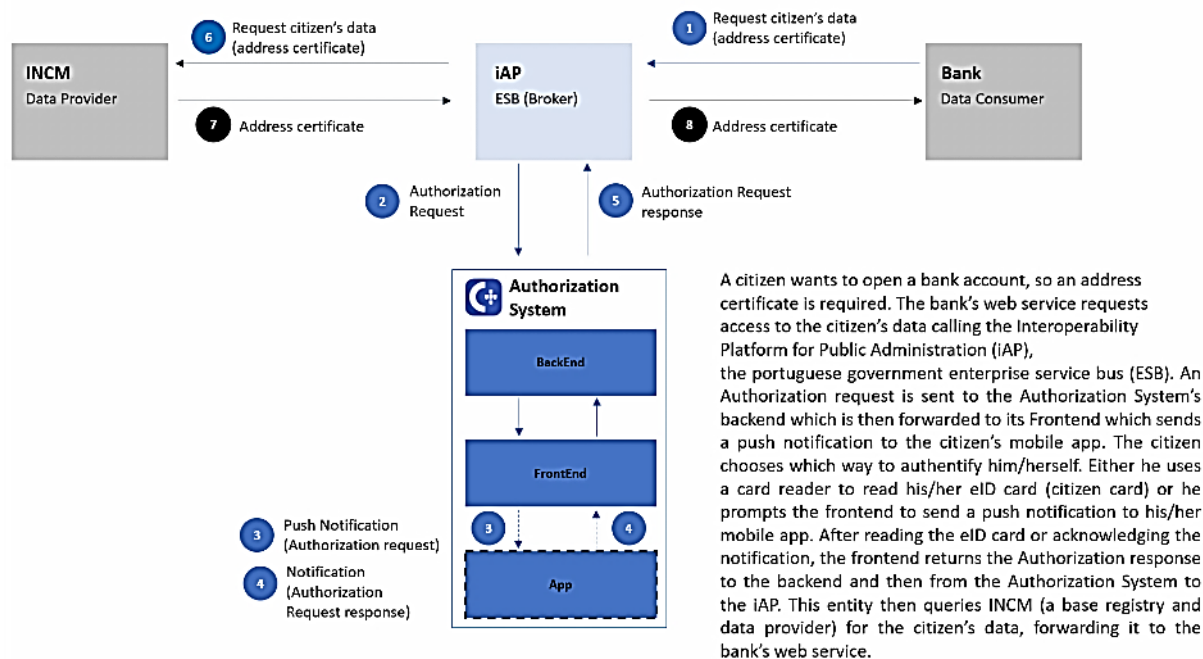 6
Request citizen's data
(address certificate)
1
Request citizen's data
(address certificate)
INCM
Data Provider
iAP
ESB (Broker)
Bank
Data Consumer
7
Address certificate
8
Address certificate
2
Authorization
Request
5
Authorization Request
response
Authorization
System
BackEnd
FrontEnd
3
4
App
3
Push Notification
(Authorization request)
4
Notification
(Authorization
Request response)
A citizen wants to open a bank account, so an address
certificate is required. The bank's web service requests
access to the citizen's data calling the Interoperability
Platform for Public Administration (iAP),
the portuguese government enterprise service bus (ESB). An
Authorization request is sent to the Authorization System's
backend which is then forwarded to its Frontend which sends
a push notification to the citizen's mobile app. The citizen
chooses which way to authentify him/herself. Either he uses
a card reader to read his/her eID card (citizen card) or he
prompts the frontend to send a push notification to his/her
mobile app. After reading the eID card or acknowledging the
notification, the frontend returns the Authorization response
to the backend and then from the Authorization System to
the iAP. This entity then queries INCM (a base registry and
data provider) for the citizen's data, forwarding it to the
bank's web service.